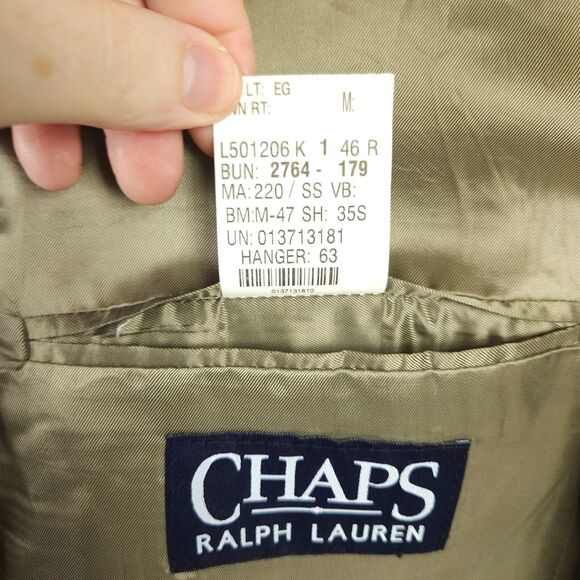 LT: EG
RT: M:
L501206 K 1 46 R
BUN: 2764 - 179
MA: 220 / SS VB:
BM:M-47 SH: 35S
UN: 013713181
HANGER: 63
0137131810
CHAPS
RALPH LAUREN